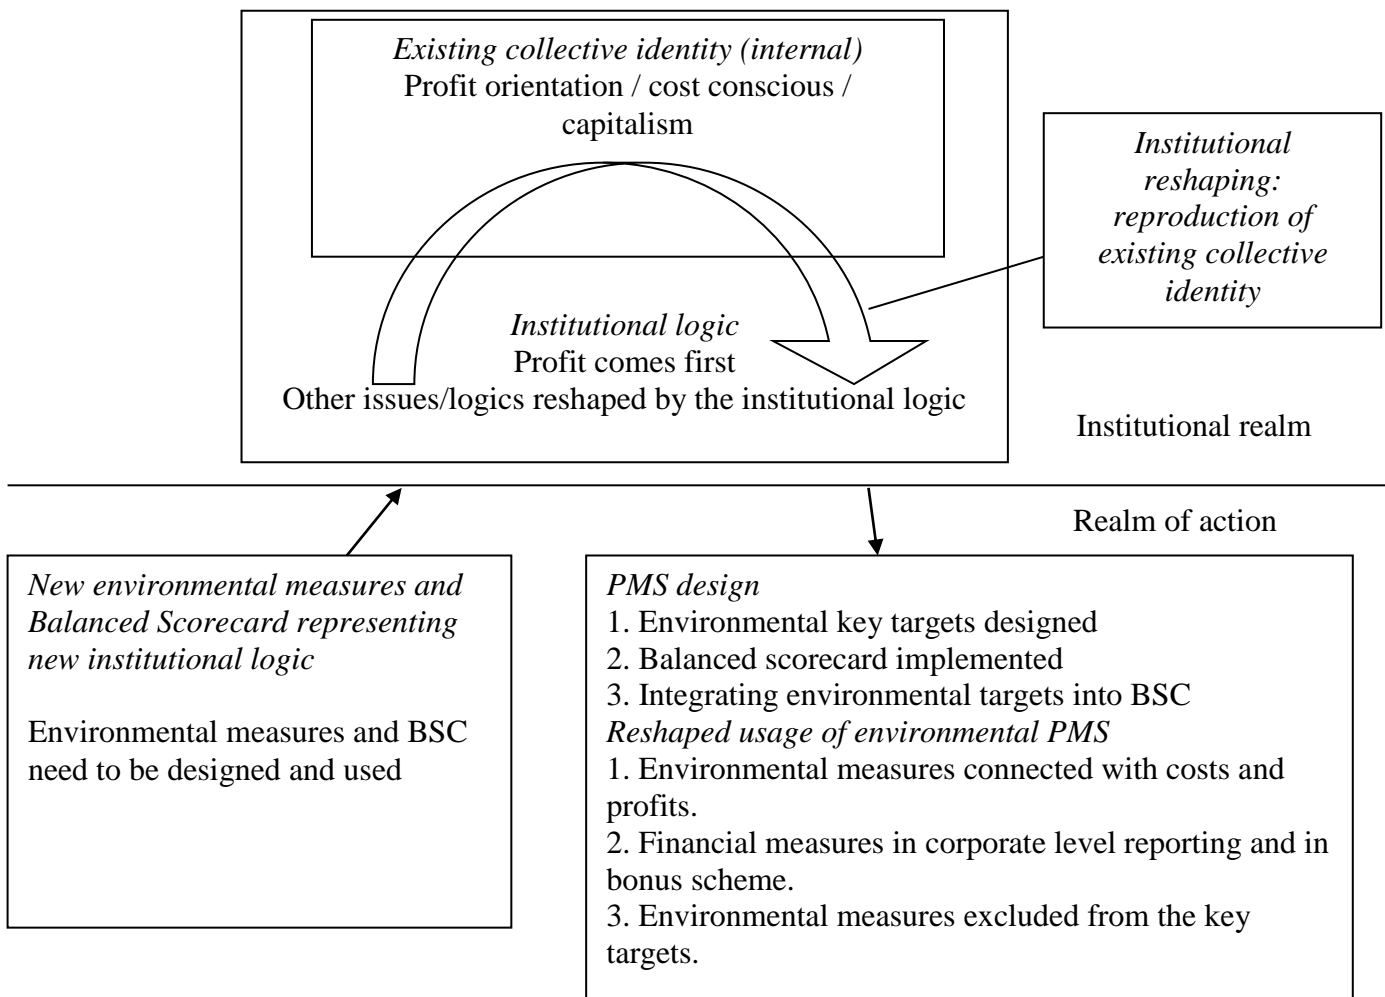 Existing collective identity (internal)
Profit orientation / cost conscious /
capitalism
Institutional
reshaping:
reproduction of
existing collective
identity
Institutional logic
Profit comes first
Other issues/logics reshaped by the institutional logic
Institutional realm
Realm of action
New environmental measures and
Balanced Scorecard representing
new institutional logic
Environmental measures and BSC
need to be designed and used
PMS design
1. Environmental key targets designed
2. Balanced scorecard implemented
3. Integrating environmental targets into BSC
Reshaped usage of environmental PMS
1. Environmental measures connected with costs and
profits.
2. Financial measures in corporate level reporting and in
bonus scheme.
3. Environmental measures excluded from the key
targets.